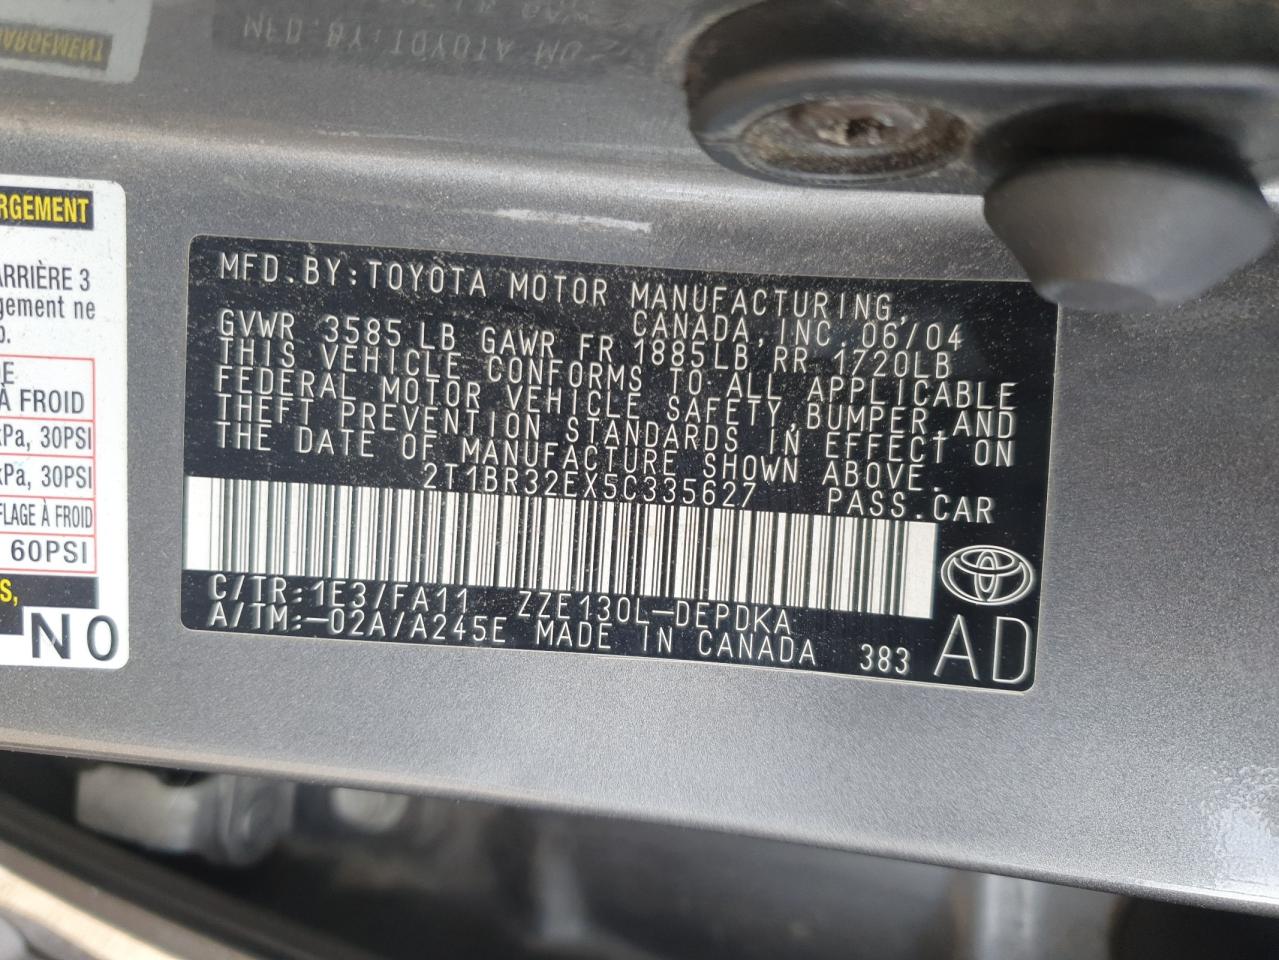 RGEMENT
ARRIÈRE 3
gement ne
À FROID
kPa, 30PSI
kPa, 30PSI
FLAGE À FROID
60PSI
S,
NO
MFD.BY:TOYOTA MOTOR MANUFACTURING,
CANADA,INC.06/04
GVWR 3585LB GAWR FR 1885LB RR 1720LB
THIS VEHICLE CONFORMS TO ALL APPLICABLE
FEDERAL MOTOR VEHICLE SAFETY,BUMPER,AND
THEFT PREVENTION STANDARDS IN EFFECT ON
THE DATE OF MANUFACTURE SHOWN ABOVE.
2T1BR32EX5C335627 PASS.CAR
C/TR:1E3/FA11 ZZE130L-DEPDKA
A/TM:-02A/A245E MADE IN CANADA 383 AD